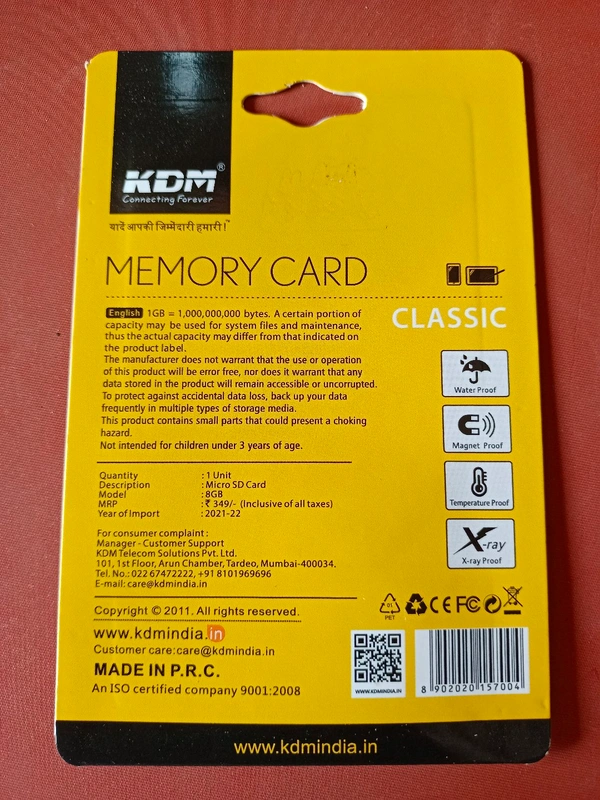 KDM®
Connecting Forever
यादें आपकी जिम्मेदारी हमारी!™
MEMORY CARD
CLASSIC
English 1GB = 1,000,000,000 bytes. A certain portion of
capacity may be used for system files and maintenance,
thus the actual capacity may differ from that indicated on
the product label.
The manufacturer does not warrant that the use or operation
of this product will be error free, nor does it warrant that any
data stored in the product will remain accessible or uncorrupted.
To protect against accidental data loss, back up your data
frequently in multiple types of storage media.
This product contains small parts that could present a choking
hazard.
Not intended for children under 3 years of age.
Water Proof
Magnet Proof
Temperature Proof
X-ray
X-ray Proof
Quantity : 1 Unit
Description : Micro SD Card
Model : 8GB
MRP : ₹ 349/- (Inclusive of all taxes)
Year of Import : 2021-22
For consumer complaint :
Manager - Customer Support
KDM Telecom Solutions Pvt. Ltd.
101, 1st Floor, Arun Chamber, Tardeo, Mumbai-400034.
Tel. No.: 022 67472222, +91 8101969696
E-mail: care@kdmindia.in
01
PET
CE FC
Copyright © 2011. All rights reserved.
www.kdmindia.in
Customer care:care@kdmindia.in
MADE IN P.R.C.
An ISO certified company 9001:2008
WWW.KDMINDIA.IN
8 902020 157004
www.kdmindia.in